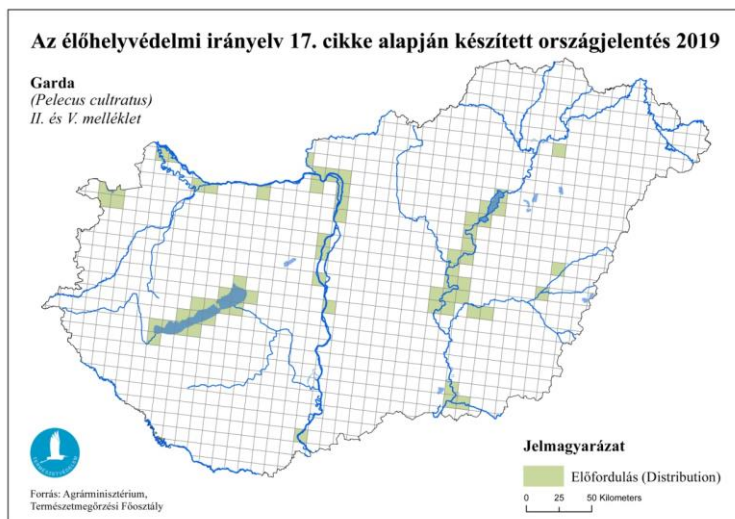 Az élőhelyvédelmi irányelv 17. cikke alapján készített országjelentés 2019
Garda
(Pelecus cultratus)
II. és V. melléklet
TERMÉSZETVÉDELEM
Forrás: Agrárminisztérium,
Természetmegőrzési Főosztály
Jelmagyarázat
Előfordulás (Distribution)
0 25 50 Kilometers